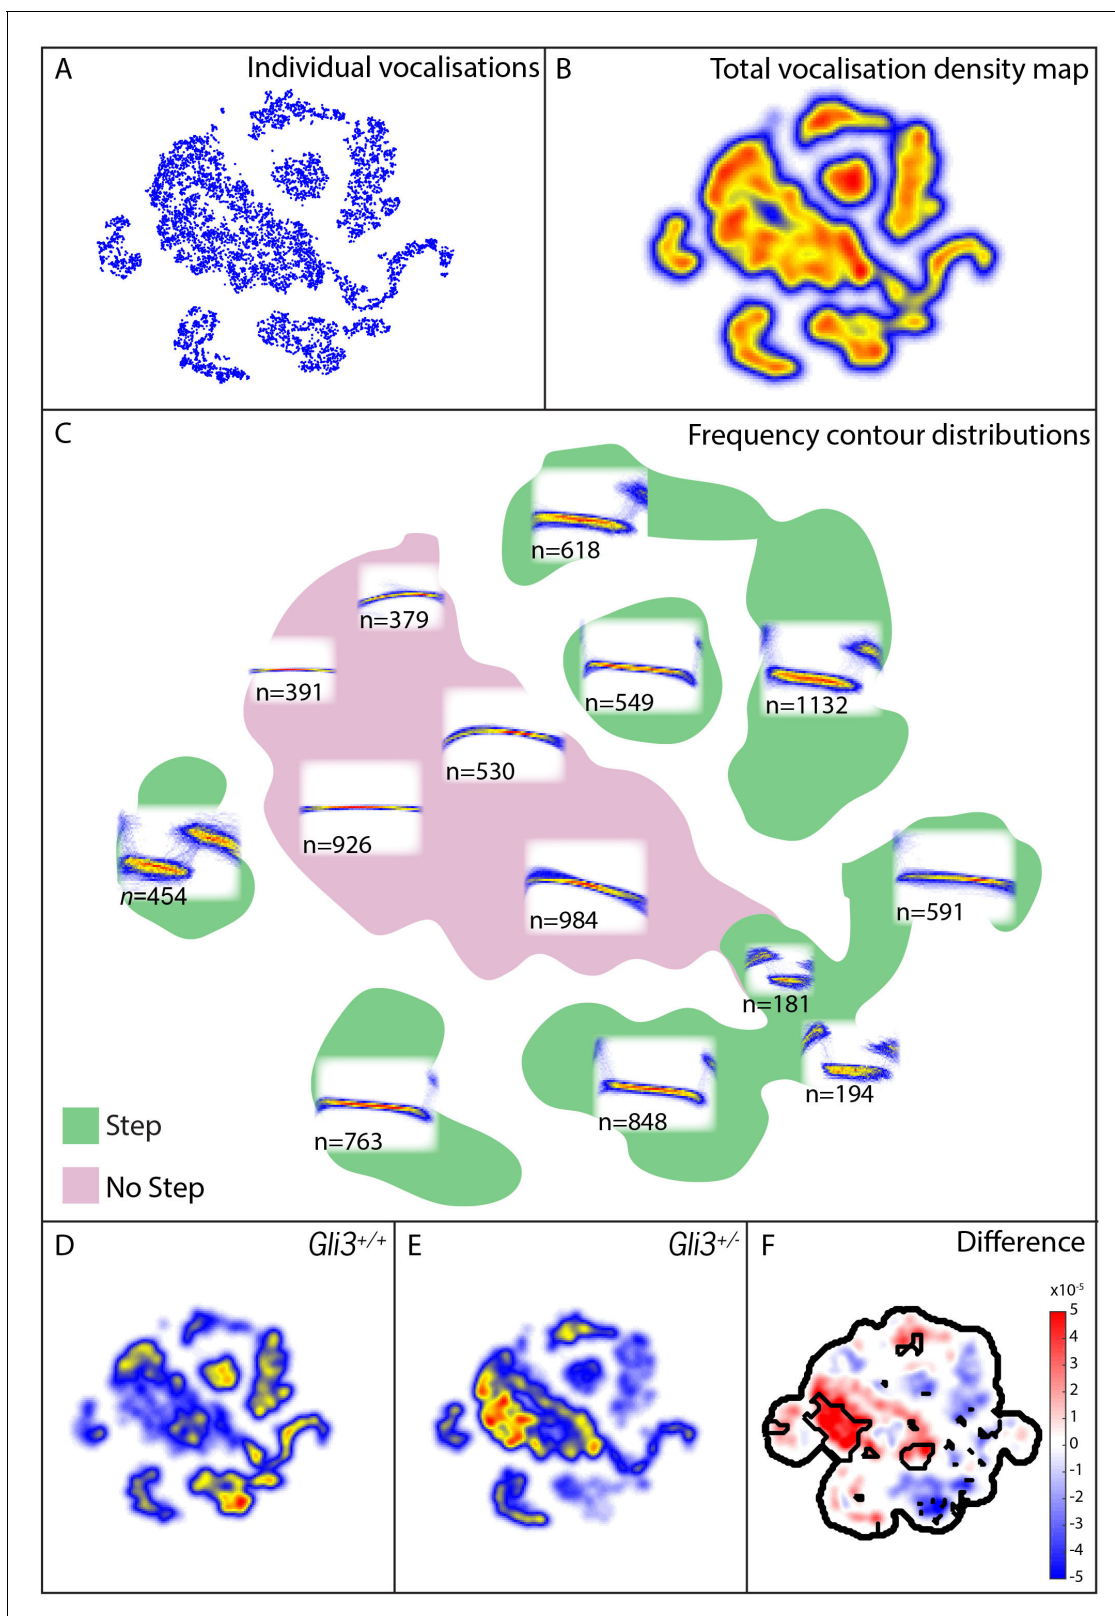 A
Individual vocalisations
B
Total vocalisation density map
C
Frequency contour distributions
n=618
n=379
n=391
n=549
n=1132
n=530
n=926
n=454
n=984
n=591
n=181
n=194
n=848
n=763
Step
No Step
D
Gli3+/+
E
Gli3+/-
F
Difference
x10-5
5
4
3
2
1
0
-1
-2
-3
-4
-5